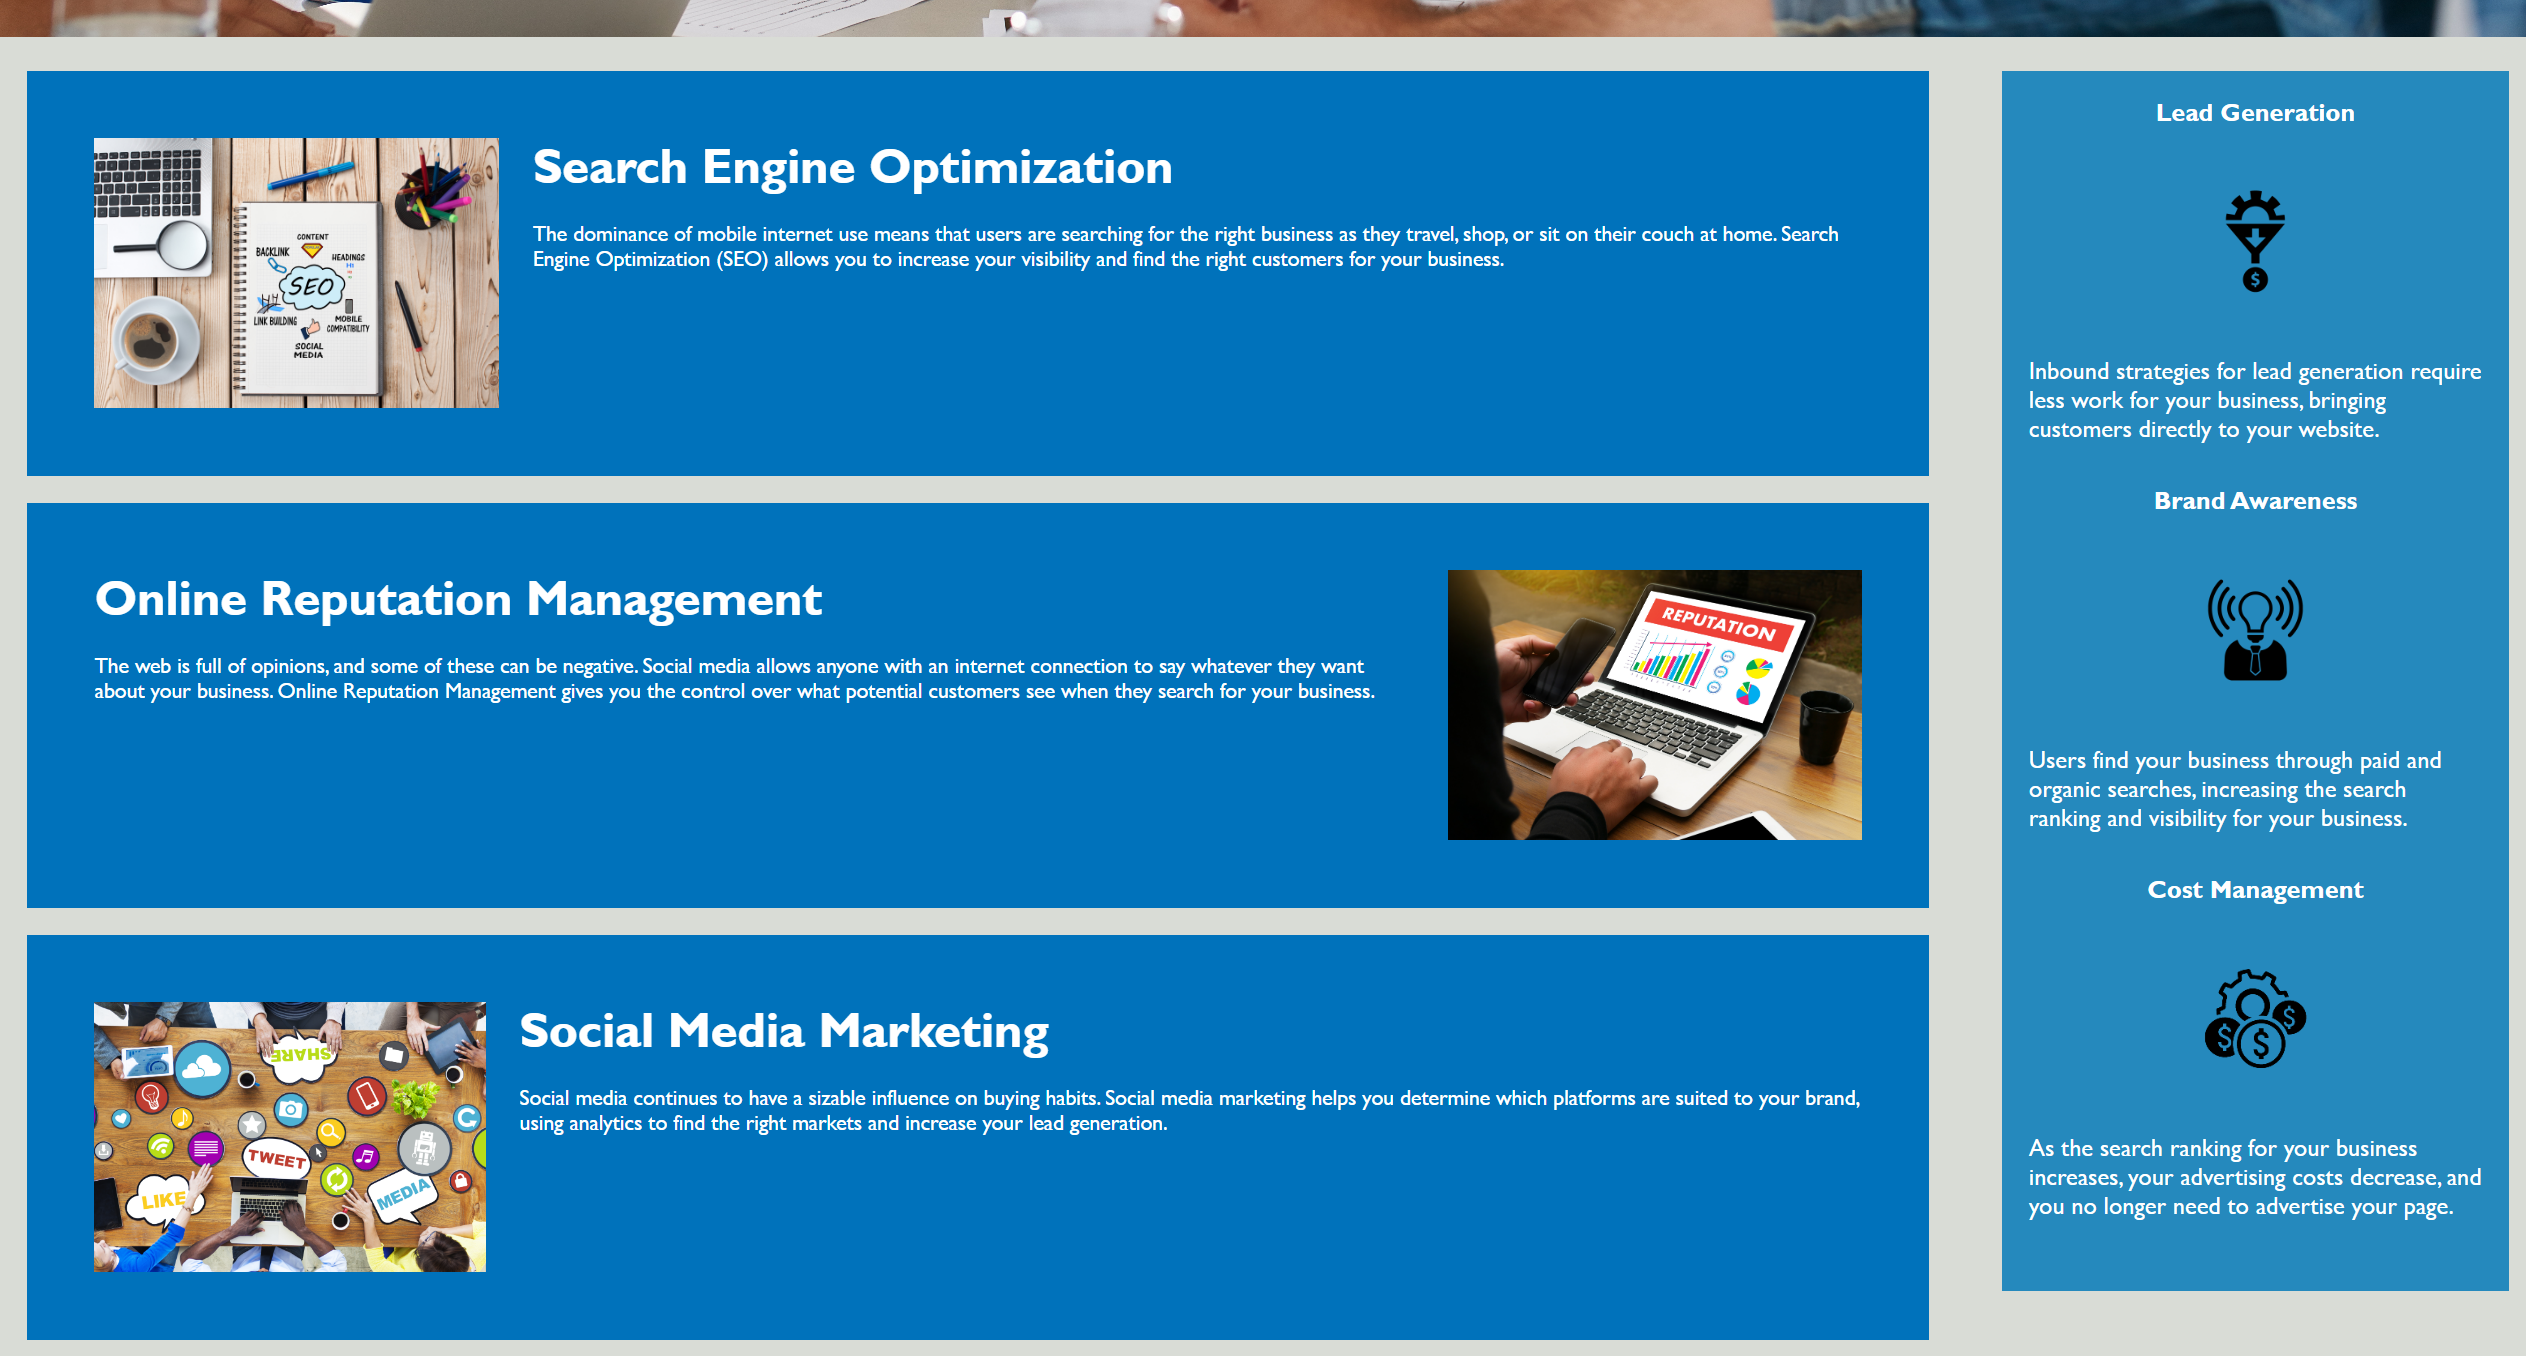 Search Engine Optimization
The dominance of mobile internet use means that users are searching for the right business as they travel, shop, or sit on their couch at home. Search
Engine Optimization (SEO) allows you to increase your visibility and find the right customers for your business.
CONTENT
BACKLINK
HEADINGS
H1
SEO
LINK BUILDING
MOBILE
COMPATIBILITY
SOCIAL
MEDIA
Online Reputation Management
The web is full of opinions, and some of these can be negative. Social media allows anyone with an internet connection to say whatever they want
about your business. Online Reputation Management gives you the control over what potential customers see when they search for your business.
REPUTATION
Social Media Marketing
Social media continues to have a sizable influence on buying habits. Social media marketing helps you determine which platforms are suited to your brand,
using analytics to find the right markets and increase your lead generation.
SHARE
TWEET
LIKE
MEDIA
Lead Generation
$
Inbound strategies for lead generation require
less work for your business, bringing
customers directly to your website.
Brand Awareness
Users find your business through paid and
organic searches, increasing the search
ranking and visibility for your business.
Cost Management
$
$
$
As the search ranking for your business
increases, your advertising costs decrease, and
you no longer need to advertise your page.